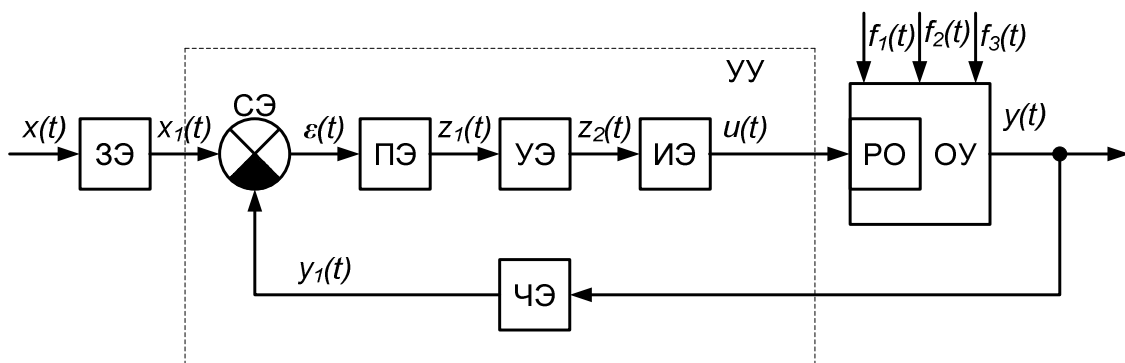 f₁(t) f₂(t) f₃(t)
УУ
СЭ
x(t) ЗЭ x₁(t) ε(t) ПЭ z₁(t) УЭ z₂(t) ИЭ u(t) РО ОУ y(t)
y₁(t) ЧЭ